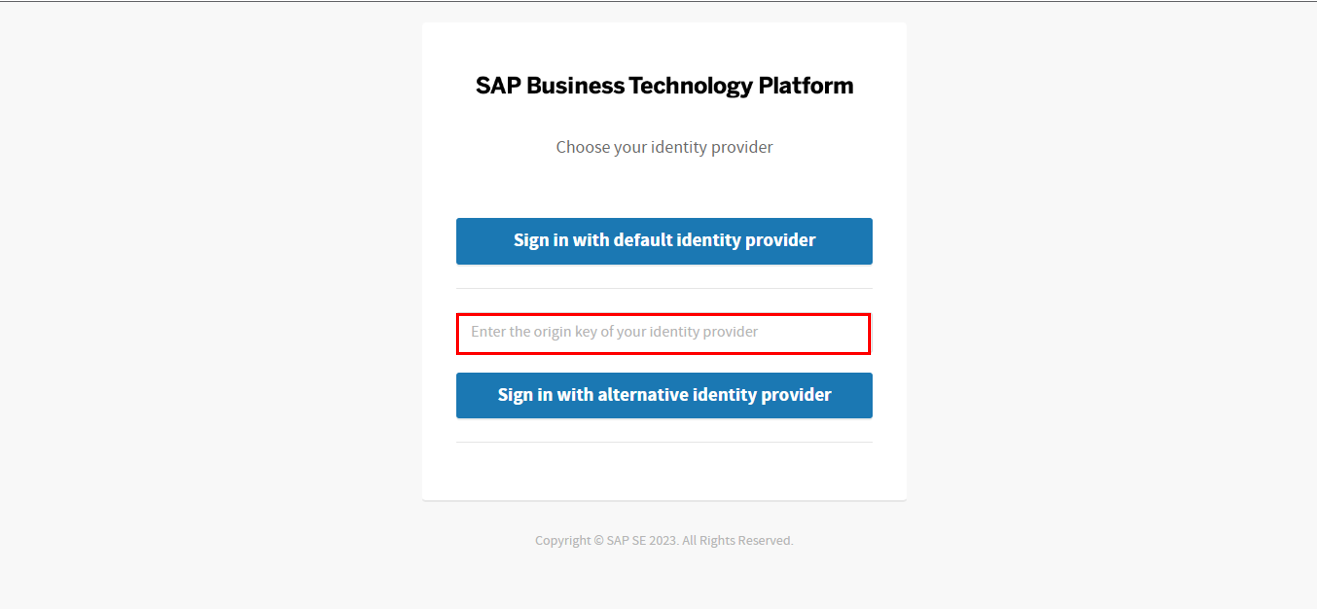 SAP Business Technology Platform
Choose your identity provider
Sign in with default identity provider
Enter the origin key of your identity provider
Sign in with alternative identity provider
Copyright © SAP SE 2023. All Rights Reserved.